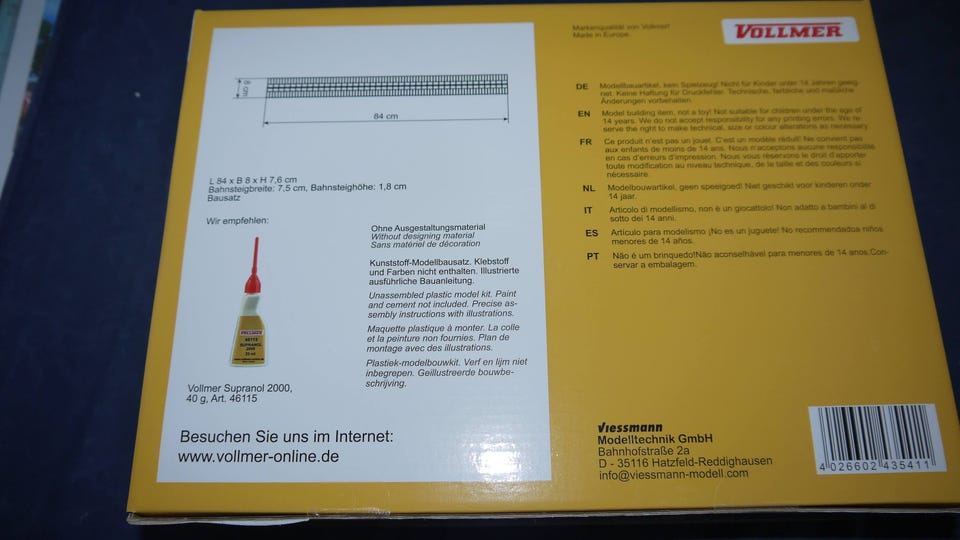 8 cm
84 cm
L 84 x B 8 x H 7,6 cm
Bahnsteigbreite: 7,5 cm, Bahnsteighöhe: 1,8 cm
Bausatz
Wir empfehlen:
VOLLMER
46115
SUPRANOL
2000
Vollmer Supranol 2000,
40 g, Art. 46115
Ohne Ausgestaltungsmaterial
Without designing material
Sans matériel de décoration
Kunststoff-Modellbausatz. Klebstoff
und Farben nicht enthalten. Illustrierte
ausführliche Bauanleitung.
Unassembled plastic model kit. Paint
and cement not included. Precise as-
sembly instructions with illustrations.
Maquette plastique à monter. La colle
et la peinture non fournies. Plan de
montage avec des illustrations.
Plastiek-modelbouwkit. Verf en lijm niet
inbegrepen. Geillustreerde bouwbe-
schrijving.
Besuchen Sie uns im Internet:
www.vollmer-online.de
Markenqualität von Vollmer!
Made in Europe.
VOLLMER
DE Modellbauartikel, kein Spielzeug! Nicht für Kinder unter 14 Jahren geeig-
net. Keine Haftung für Druckfehler. Technische, farbliche und maßliche
Änderungen vorbehalten.
EN Model building item, not a toy! Not suitable for children under the age of
14 years. We do not accept responsibility for any printing errors. We re-
serve the right to make technical, size or colour alterations as necessary.
FR Ce produit n'est pas un jouet. C'est un modèle réduit! Ne convient pas
aux enfants de moins de 14 ans. Nous n'acceptons aucune responsibilité
en cas d'erreurs d'impression. Nous vous réservons le droit d'apporter
toute modification au niveau technique, de la taille et des couleurs si
nécessaire.
NL Modelbouwartikel, geen speelgoed! Niet geschikt voor kinderen onder
14 jaar.
IT Articolo di modellismo, non è un giocattolo! Non adatto a bambini al di
sotto dei 14 anni.
ES Artículo para modelismo ¡No es un juguete! No recommendados niños
menores de 14 años.
PT Não é um brinquedo!Não aconselhável para menores de 14 anos.Con-
servar a embalagem.
Viessmann
Modelltechnik GmbH
Bahnhofstraße 2a
D - 35116 Hatzfeld-Reddighausen
info@viessmann-modell.com
4 026602 435411